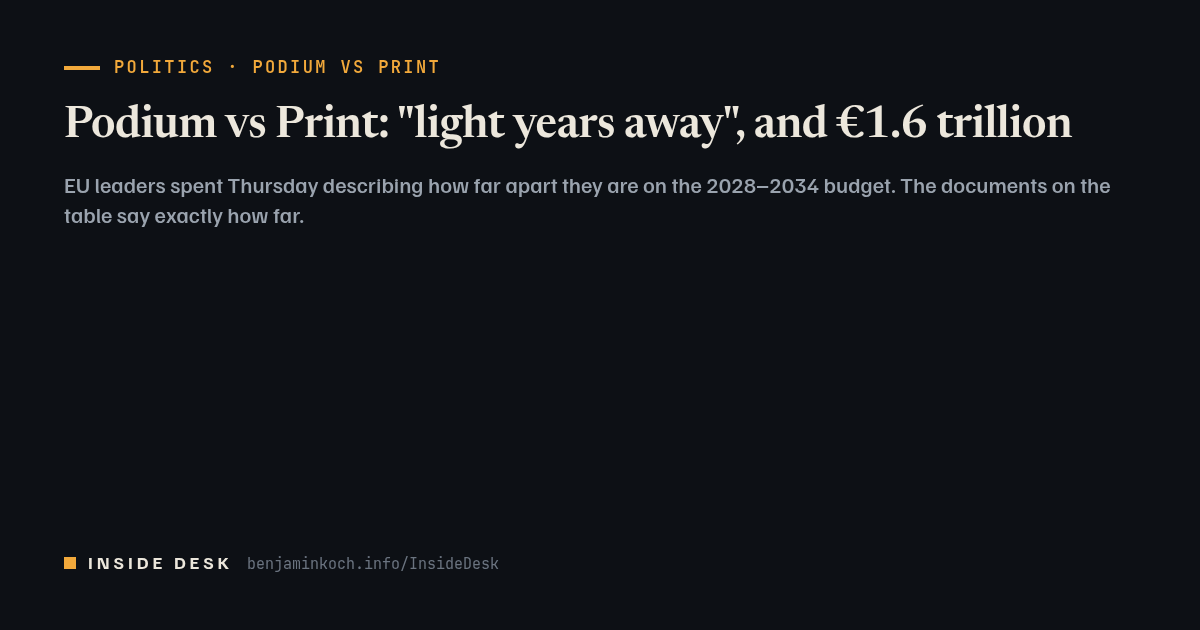 POLITICS · PODIUM VS PRINT
Podium vs Print: "light years away", and €1.6 trillion
EU leaders spent Thursday describing how far apart they are on the 2028–2034 budget. The documents on the
table say exactly how far.
INSIDE DESK benjaminkoch.info/InsideDesk